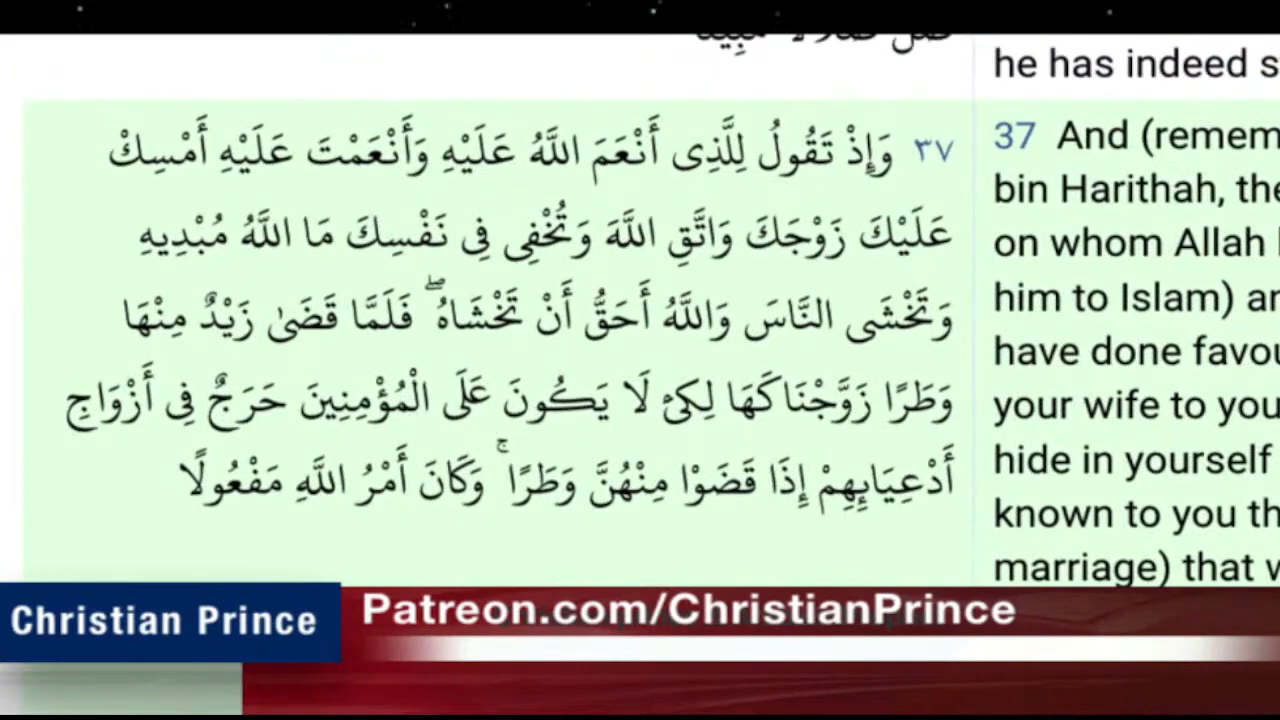 he has indeed s
٣٧ وَإِذْ تَقُولُ لِلَّذِى أَنْعَمَ اللَّهُ عَلَيْهِ وَأَنْعَمْتَ عَلَيْهِ أَمْسِكْ
عَلَيْكَ زَوْجَكَ وَاتَّقِ اللَّهَ وَتُخْفِى فِى نَفْسِكَ مَا اللَّهُ مُبْدِيهِ
وَتَخْشَى النَّاسَ وَاللَّهُ أَحَقُّ أَنْ تَخْشَاهُ ۖ فَلَمَّا قَضَىٰ زَيْدٌ مِنْهَا
وَطَرًا زَوَّجْنَاكَهَا لِكَىْ لَا يَكُونَ عَلَى الْمُؤْمِنِينَ حَرَجٌ فِى أَزْوَاجِ
أَدْعِيَايِٕهِمْ إِذَا قَضَوْا مِنْهُنَّ وَطَرًا ۚ وَكَانَ أَمْرُ اللَّهِ مَفْعُولًا
37 And (remem
bin Harithah, the
on whom Allah
him to Islam) an
have done favou
your wife to you
hide in yourself
known to you th
marriage) that w
Christian Prince
Patreon.com/ChristianPrince